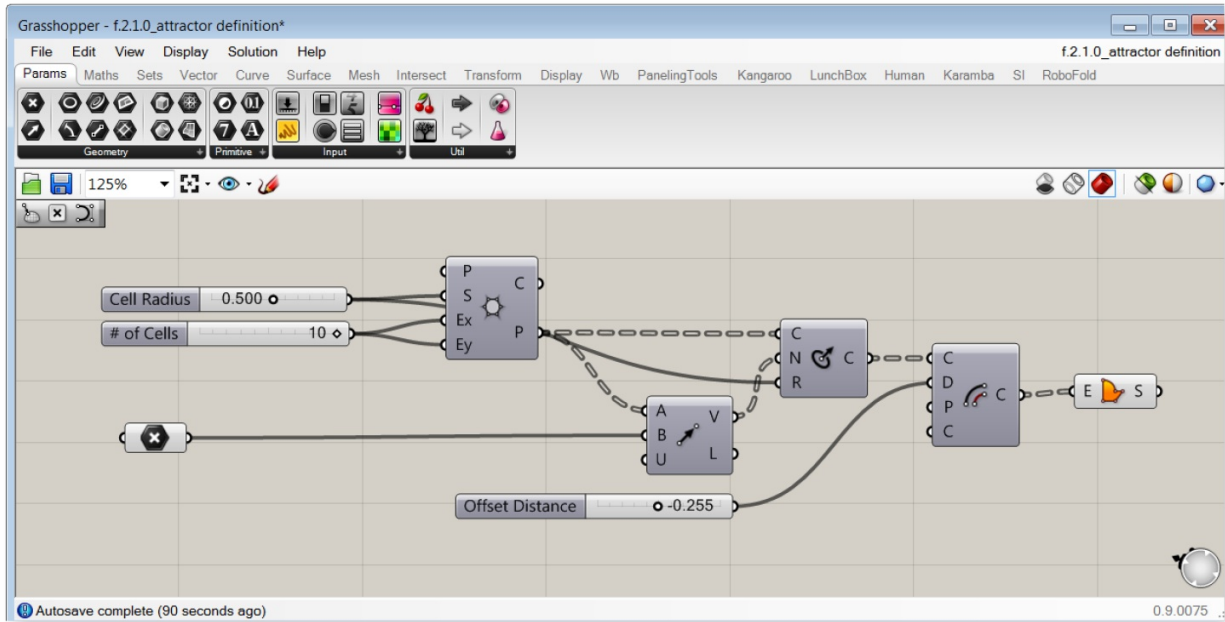 Grasshopper - f.2.1.0_attractor definition*
File Edit View Display Solution Help f.2.1.0_attractor definition
Params Maths Sets Vector Curve Surface Mesh Intersect Transform Display Wb PanelingTools Kangaroo LunchBox Human Karamba SI RoboFold
Geometry Primitive Input Util
125%
P
C
Cell Radius 0.500
S
Ex
# of Cells 10
P
Ey
C
N C
R
C
D
C
P
C
E S
A
V
B
L
U
Offset Distance -0.255
Autosave complete (90 seconds ago) 0.9.0075